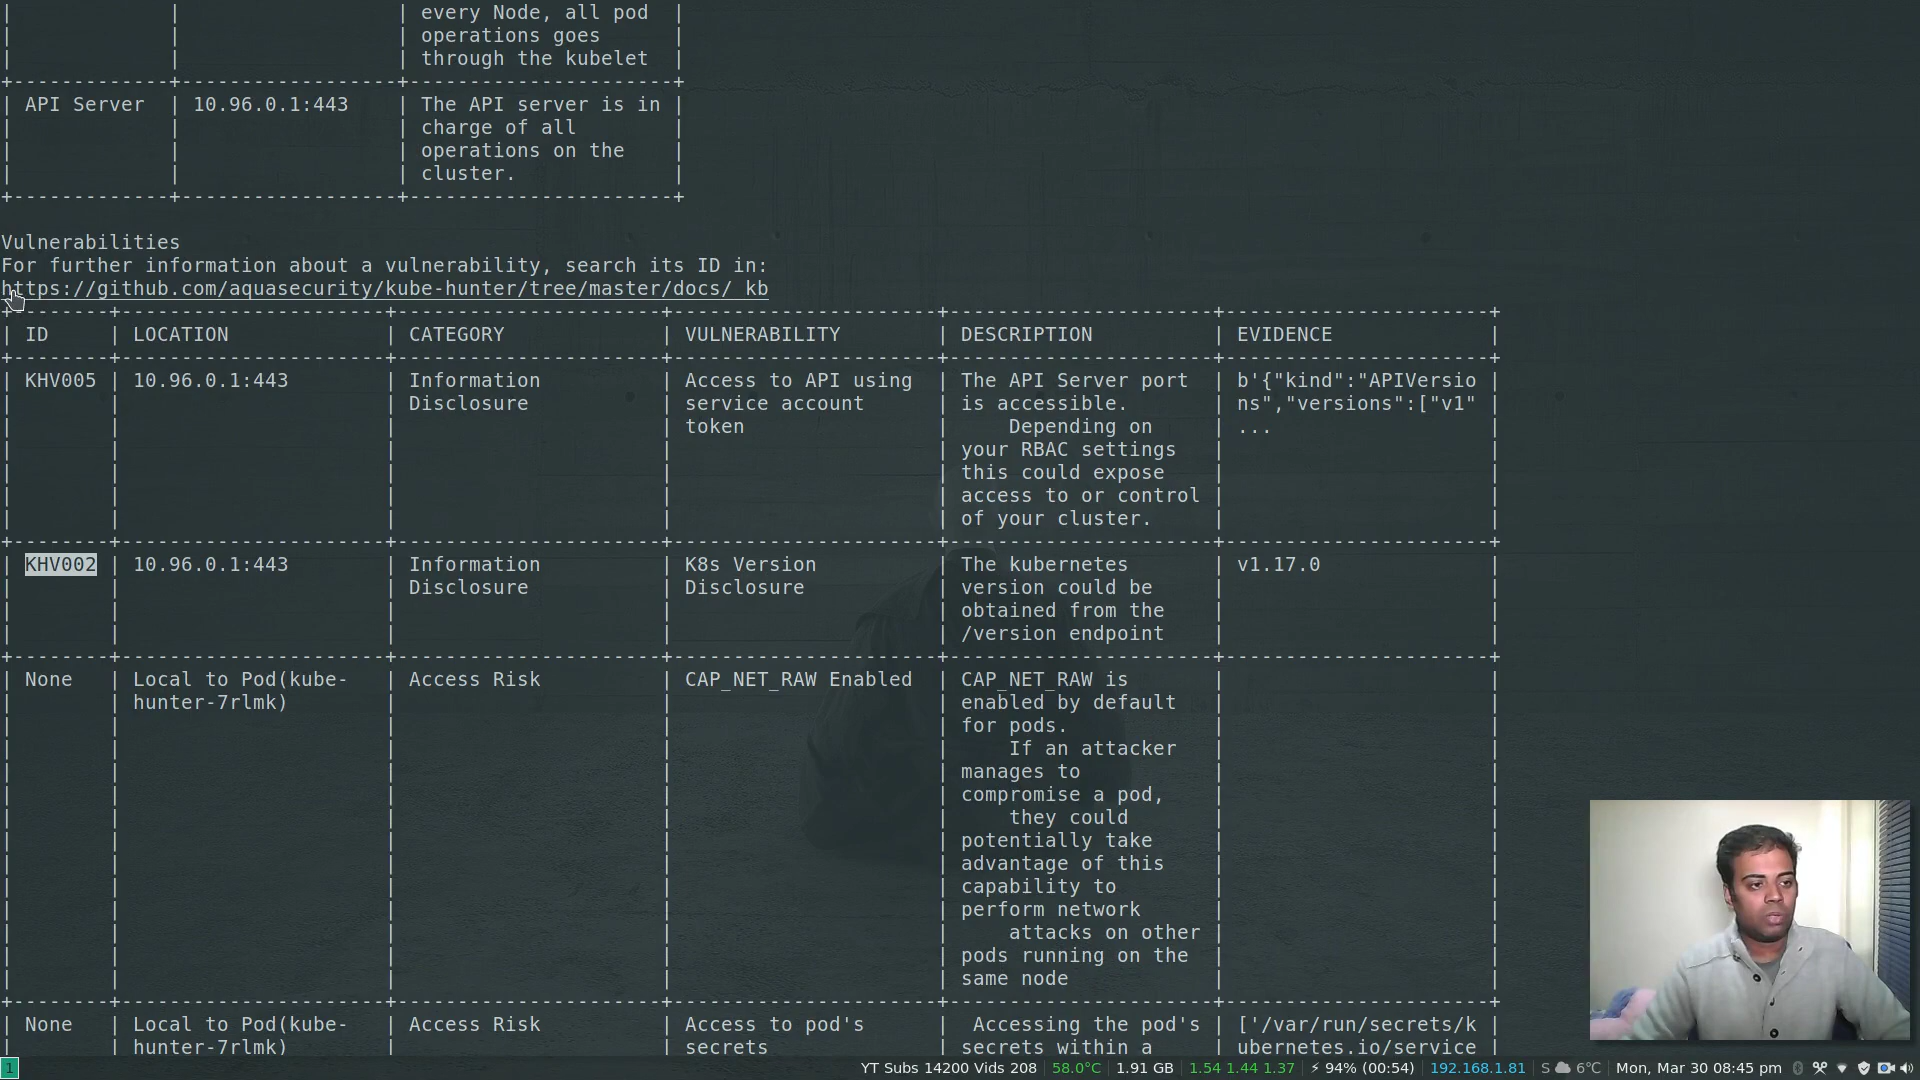 every Node, all pod
operations goes
through the kubelet
API Server | 10.96.0.1:443 | The API server is in
charge of all
operations on the
cluster.
Vulnerabilities
For further information about a vulnerability, search its ID in:
https://github.com/aquasecurity/kube-hunter/tree/master/docs/_kb
ID | LOCATION | CATEGORY | VULNERABILITY | DESCRIPTION | EVIDENCE
KHV005 | 10.96.0.1:443 | Information | Access to API using | The API Server port | b'{"kind":"APIVersio
Disclosure | service account | is accessible. | ns","versions":["v1"
token | Depending on | ...
your RBAC settings
this could expose
access to or control
of your cluster.
KHV002 | 10.96.0.1:443 | Information | K8s Version | The kubernetes | v1.17.0
Disclosure | Disclosure | version could be
obtained from the
/version endpoint
None | Local to Pod(kube- | Access Risk | CAP_NET_RAW Enabled | CAP_NET_RAW is
hunter-7rlmk) | enabled by default
for pods.
If an attacker
manages to
compromise a pod,
they could
potentially take
advantage of this
capability to
perform network
attacks on other
pods running on the
same node
None | Local to Pod(kube- | Access Risk | Access to pod's | Accessing the pod's | ['/var/run/secrets/k
hunter-7rlmk) | secrets | secrets within a | ubernetes.io/service
1 YT Subs 14200 Vids 208 | 58.0°C | 1.91 GB | 1.54 1.44 1.37 | ⚡ 94% (00:54) | 192.168.1.81 | S 6°C | Mon, Mar 30 08:45 pm